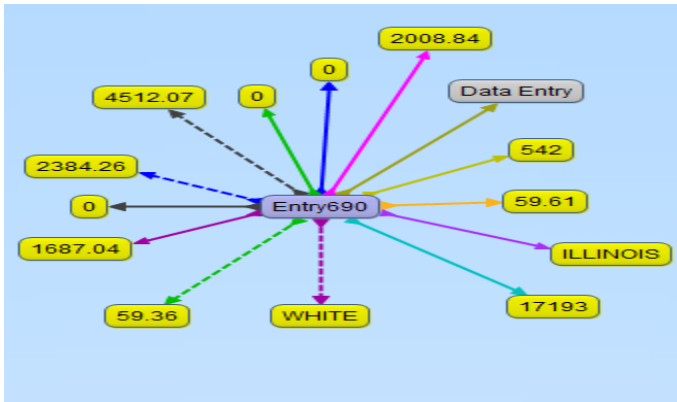 2008.84
0
Data Entry
4512.07
0
542
2384.26
59.61
0
Entry690
1687.04
ILLINOIS
17193
59.36
WHITE